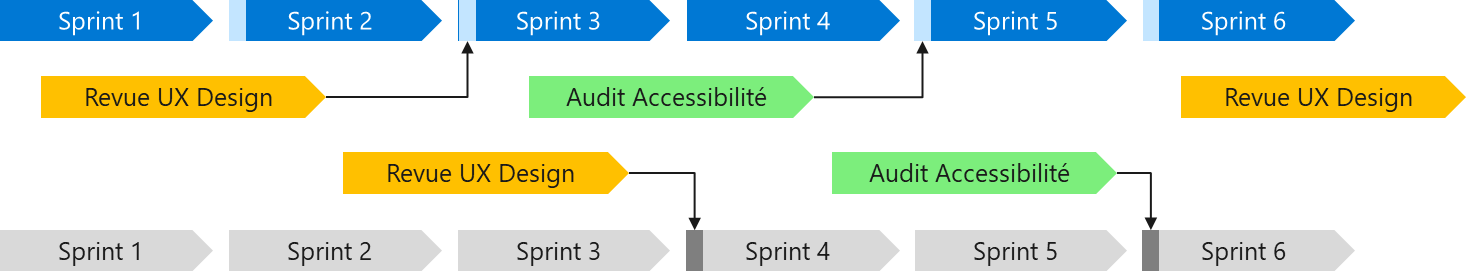 Sprint 1
Sprint 2
Sprint 3
Sprint 4
Sprint 5
Sprint 6
Revue UX Design
Audit Accessibilité
Revue UX Design
Revue UX Design
Audit Accessibilité
Sprint 1
Sprint 2
Sprint 3
Sprint 4
Sprint 5
Sprint 6